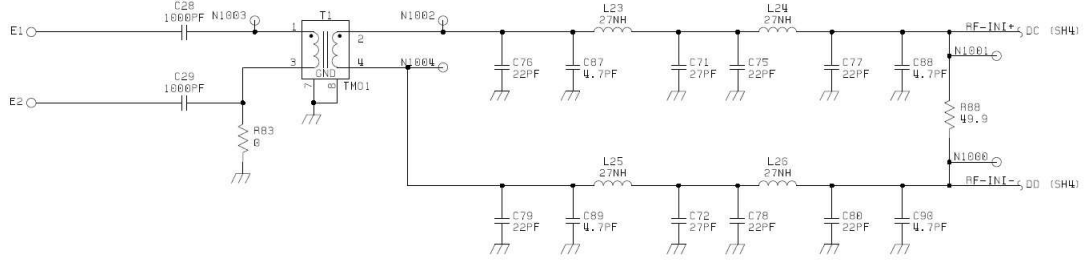 C28
1000PF
N1003
T1
N1002
L23
27NH
L24
27NH
E1
1
2
RF-INI+
DC (SH4)
N1001
3
4
N1004
GND
TMO1
7
8
C29
1000PF
E2
R83
0
C76
22PF
C87
4.7PF
C71
27PF
C75
22PF
C77
22PF
C88
4.7PF
R88
49.9
N1000
L25
27NH
L26
27NH
RF-INI-
DD (SH4)
C79
22PF
C89
4.7PF
C72
27PF
C78
22PF
C80
22PF
C90
4.7PF